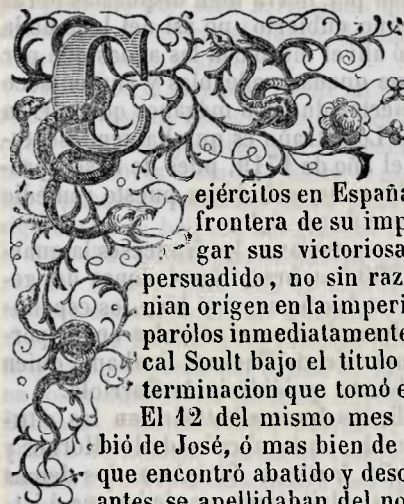 C
ejércitos en España
frontera de su imp
gar sus victoriosa
persuadido, no sin raz
nian orígen en la imperi
parólos inmediatamente
cal Soult bajo el título
terminacion que tomó e
El 12 del mismo mes
bió de José, ó mas bien de
que encontró abatido y desc
antes se apellidaban del no